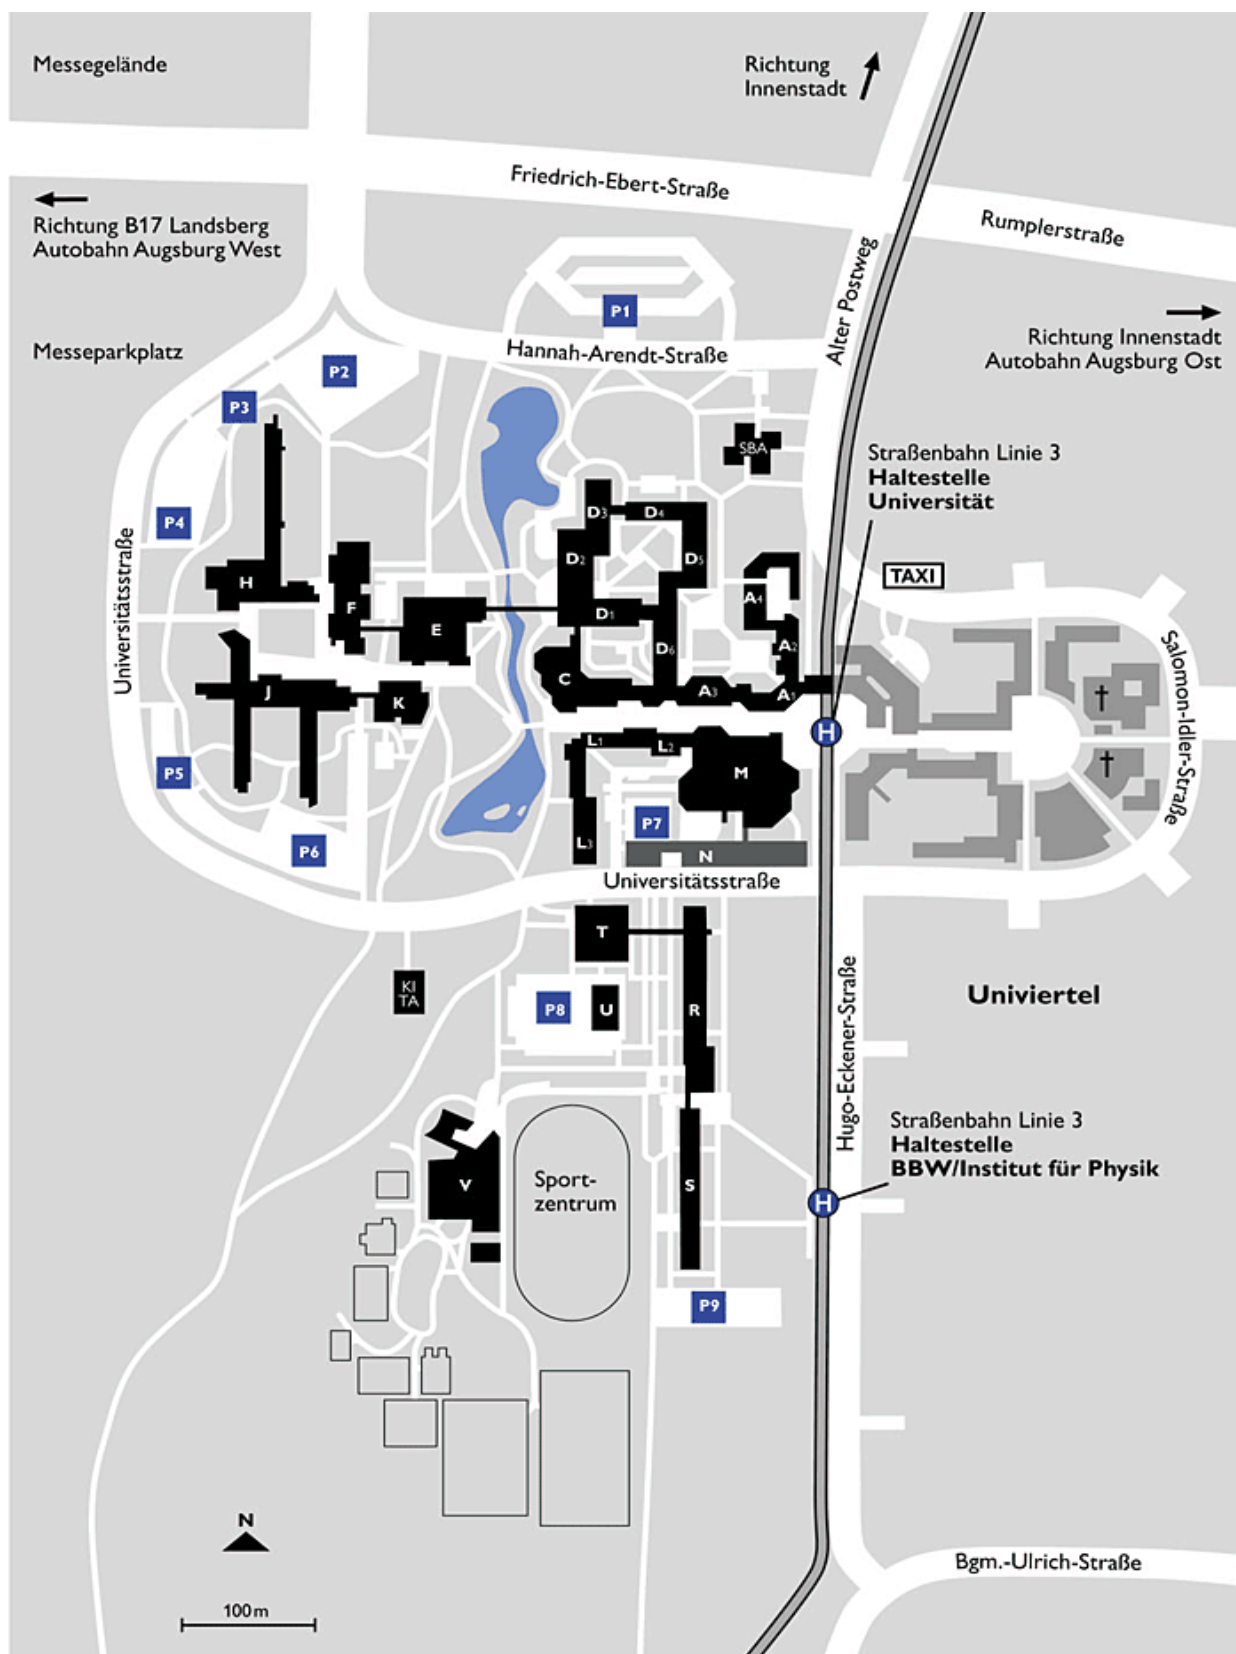 Messegelände
Richtung
Innenstadt
Friedrich-Ebert-Straße
Richtung B17 Landsberg
Autobahn Augsburg West
Rumplerstraße
Alter Postweg
P1
Richtung Innenstadt
Autobahn Augsburg Ost
Messeparkplatz
Hannah-Arendt-Straße
P2
P3
SBA
Straßenbahn Linie 3
Haltestelle
Universität
P4
D3
D4
D2
D5
TAXI
H
F
E
D1
A4
Universitätsstraße
D6
A2
Salomon-Idler-Straße
C
J
K
A3
A1
H
L1
L2
M
P5
P7
P6
L3
N
Universitätsstraße
T
KI
TA
P8
U
R
Hugo-Eckener-Straße
Univiertel
Straßenbahn Linie 3
Haltestelle
BBW/Institut für Physik
V
Sport-
zentrum
S
H
P9
N
Bgm.-Ulrich-Straße
100 m